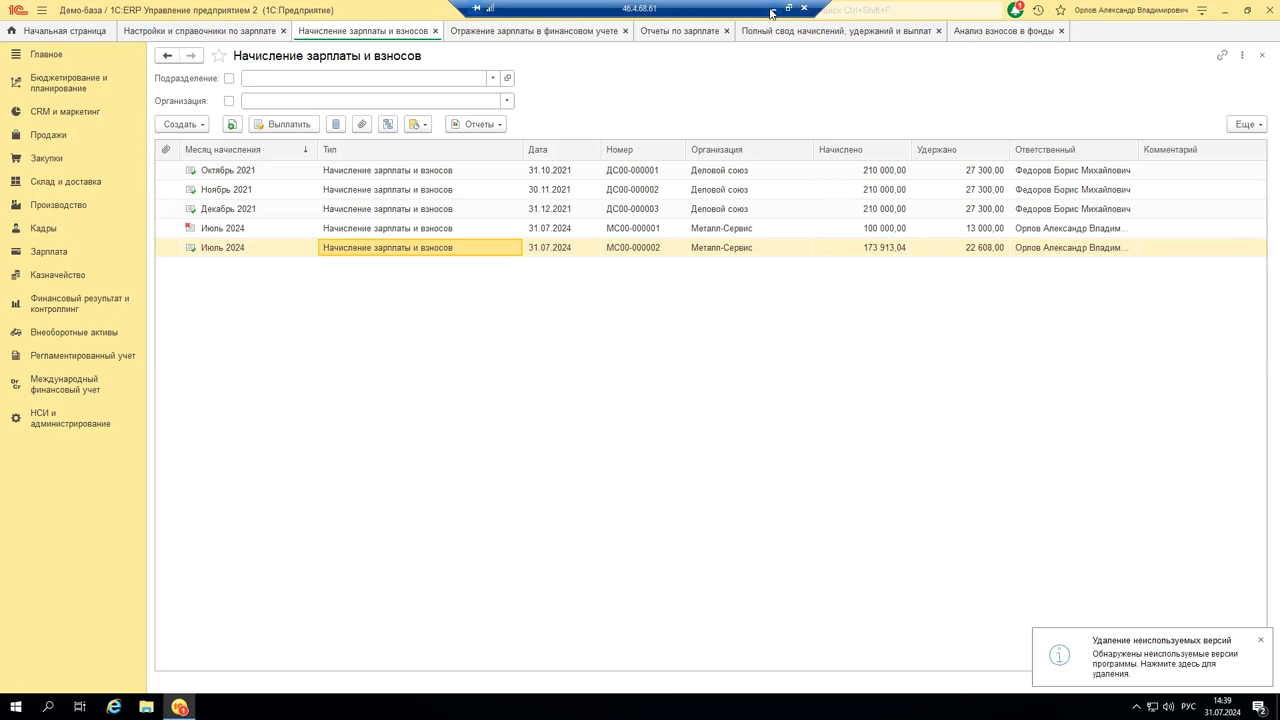 Демо-база / 1С:ERP Управление предприятием 2 (1С:Предприятие)
46.4.68.61
Ctrl+Shift+F
1
Орлов Александр Владимирович
Начальная страница
Настройки и справочники по зарплате
Начисление зарплаты и взносов
Отражение зарплаты в финансовом учете
Отчеты по зарплате
Полный свод начислений, удержаний и выплат
Анализ взносов в фонды
Главное
Бюджетирование и
планирование
CRM и маркетинг
Продажи
Закупки
Склад и доставка
Производство
Кадры
Зарплата
Казначейство
Финансовый результат и
контроллинг
Внеоборотные активы
Регламентированный учет
Международный
финансовый учет
НСИ и
администрирование
Начисление зарплаты и взносов
Подразделение:
Организация:
Создать Выплатить Отчеты Еще
Месяц начисления Тип Дата Номер Организация Начислено Удержано Ответственный Комментарий
Октябрь 2021 Начисление зарплаты и взносов 31.10.2021 ДС00-000001 Деловой союз 210 000,00 27 300,00 Федоров Борис Михайлович
Ноябрь 2021 Начисление зарплаты и взносов 30.11.2021 ДС00-000002 Деловой союз 210 000,00 27 300,00 Федоров Борис Михайлович
Декабрь 2021 Начисление зарплаты и взносов 31.12.2021 ДС00-000003 Деловой союз 210 000,00 27 300,00 Федоров Борис Михайлович
Июль 2024 Начисление зарплаты и взносов 31.07.2024 МС00-000001 Металл-Сервис 100 000,00 13 000,00 Орлов Александр Владим...
Июль 2024 Начисление зарплаты и взносов 31.07.2024 МС00-000002 Металл-Сервис 173 913,04 22 608,00 Орлов Александр Владим...
Удаление неиспользуемых версий
Обнаружены неиспользуемые версии
программы. Нажмите здесь для
удаления.
РУС
14:39
31.07.2024
2